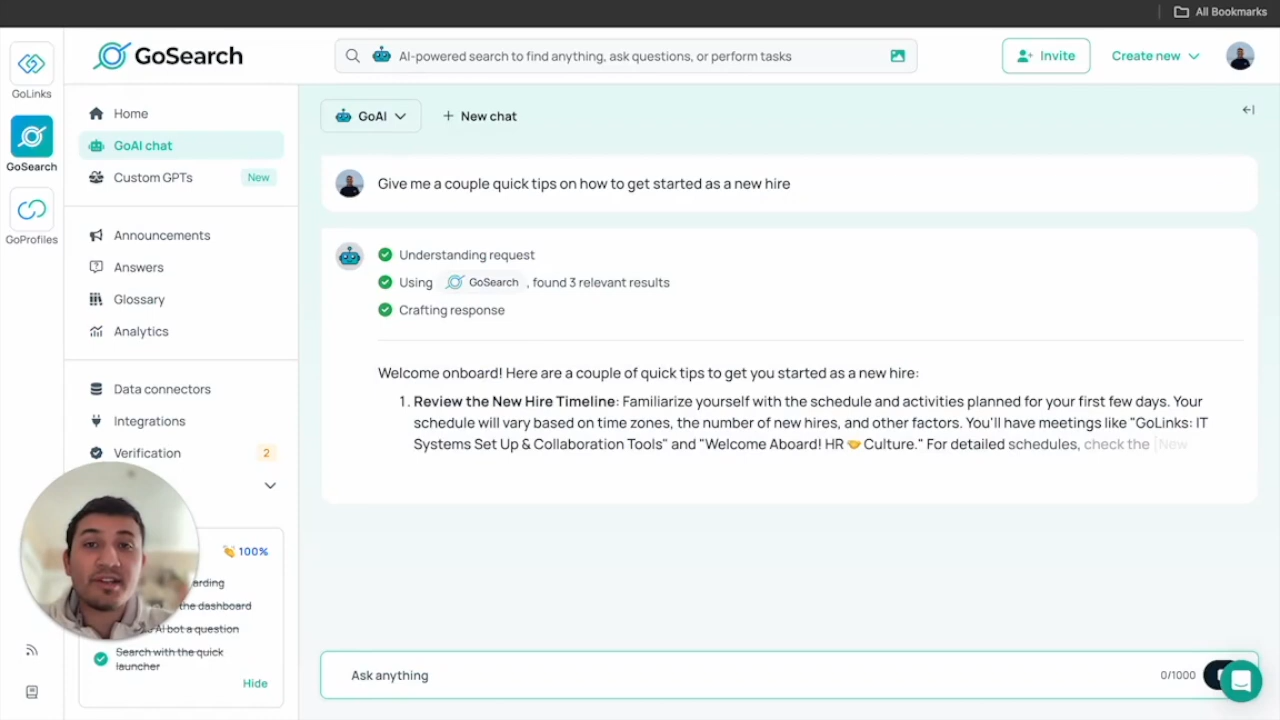 All Bookmarks
GoLinks
GoSearch
GoProfiles
GoSearch
AI-powered search to find anything, ask questions, or perform tasks
Invite
Create new
Home
GoAI chat
Custom GPTs
New
Announcements
Answers
Glossary
Analytics
Data connectors
Integrations
Verification
2
100%
the dashboard
AI bot a question
Search with the quick
launcher
Hide
GoAI
+ New chat
Give me a couple quick tips on how to get started as a new hire
Understanding request
Using GoSearch , found 3 relevant results
Crafting response
Welcome onboard! Here are a couple of quick tips to get you started as a new hire:
1. Review the New Hire Timeline: Familiarize yourself with the schedule and activities planned for your first few days. Your
schedule will vary based on time zones, the number of new hires, and other factors. You'll have meetings like "GoLinks: IT
Systems Set Up & Collaboration Tools" and "Welcome Aboard! HR 🤝 Culture." For detailed schedules, check the [New
Ask anything
0/1000